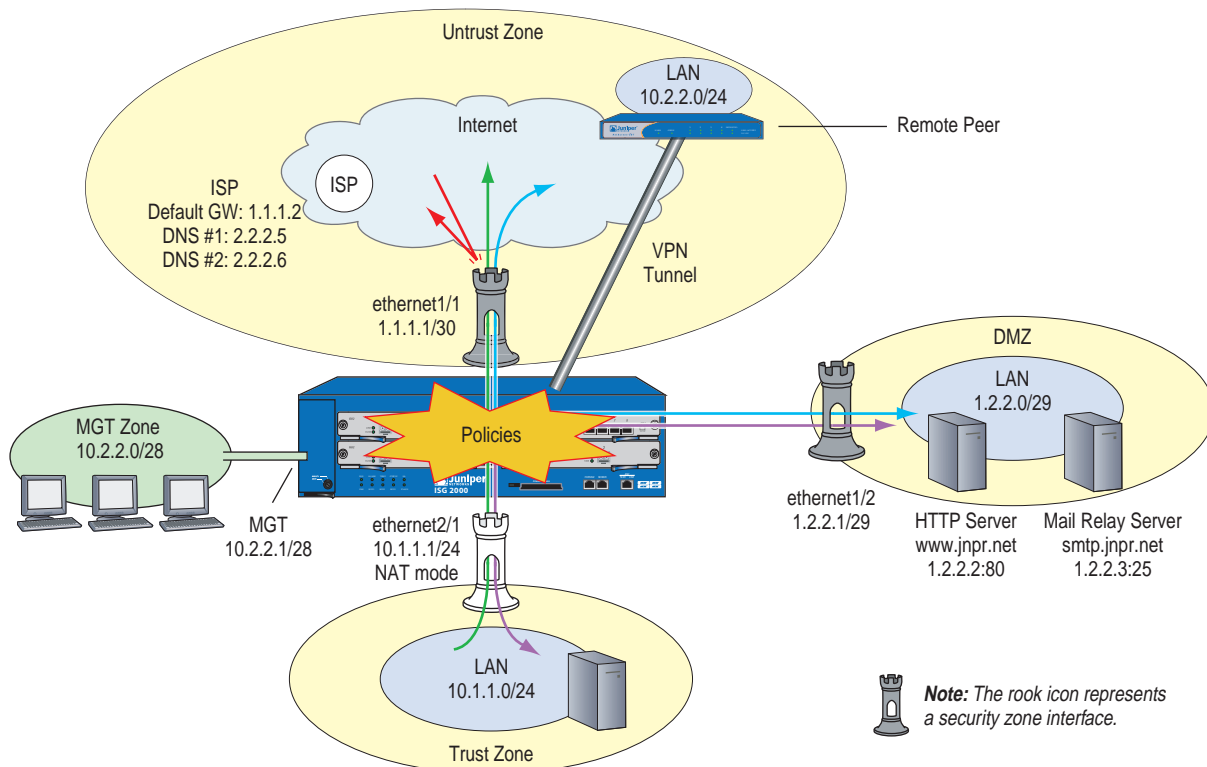 Untrust Zone
LAN
10.2.2.0/24
Internet
Juniper
Remote Peer
ISP
ISP
Default GW: 1.1.1.2
DNS #1: 2.2.2.5
DNS #2: 2.2.2.6
VPN
Tunnel
ethernet1/1
1.1.1.1/30
DMZ
LAN
1.2.2.0/29
MGT Zone
10.2.2.0/28
Policies
Juniper
NETWORKS
ISG 2000
MGT
10.2.2.1/28
ethernet2/1
10.1.1.1/24
NAT mode
ethernet1/2
1.2.2.1/29
HTTP Server
www.jnpr.net
1.2.2.2:80
Mail Relay Server
smtp.jnpr.net
1.2.2.3:25
LAN
10.1.1.0/24
Trust Zone
Note: The rook icon represents
a security zone interface.